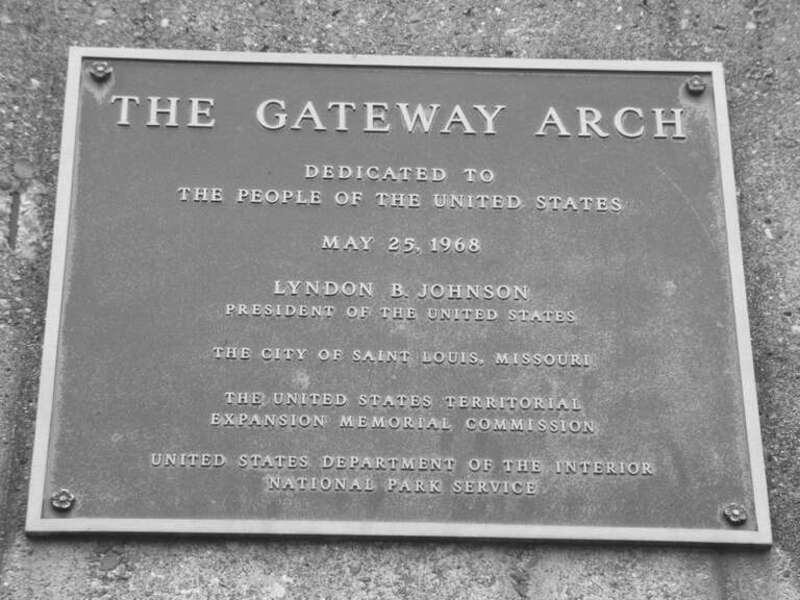 THE GATEWAY ARCH
DEDICATED TO
THE PEOPLE OF THE UNITED STATES
MAY 25, 1968
LYNDON B. JOHNSON
PRESIDENT OF THE UNITED STATES
THE CITY OF SAINT LOUIS, MISSOURI
THE UNITED STATES TERRITORIAL
EXPANSION MEMORIAL COMMISSION
UNITED STATES DEPARTMENT OF THE INTERIOR
NATIONAL PARK SERVICE